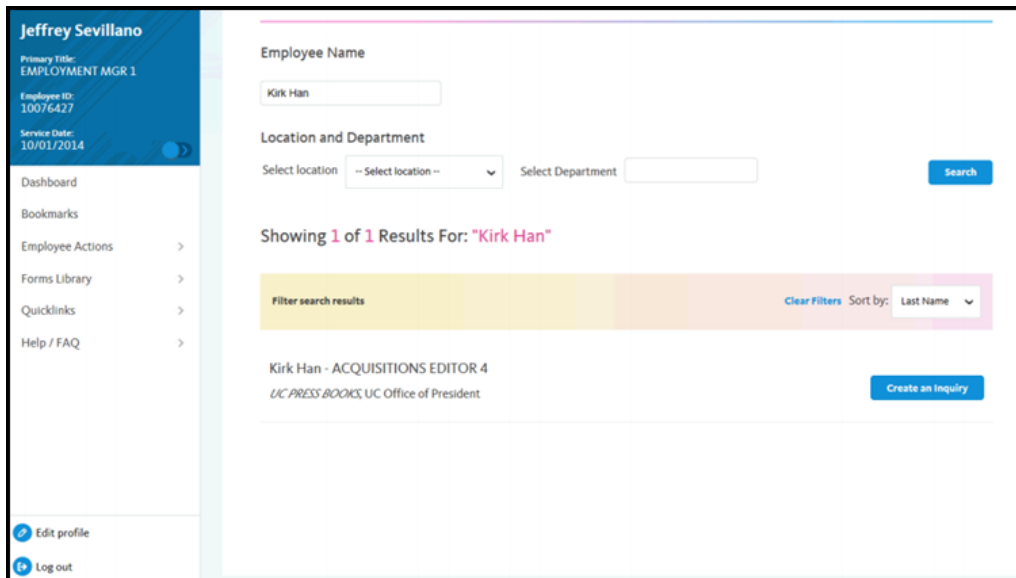 Jeffrey Sevillano
Primary Title:
EMPLOYMENT MGR 1
Employee ID:
10076427
Service Date:
10/01/2014
Dashboard
Bookmarks
Employee Actions
Forms Library
Quicklinks
Help / FAQ
Edit profile
Log out
Employee Name
Kirk Han
Location and Department
Select location -- Select location -- Select Department Search
Showing 1 of 1 Results For: "Kirk Han"
Filter search results Clear Filters Sort by: Last Name
Kirk Han - ACQUISITIONS EDITOR 4
UC PRESS BOOKS, UC Office of President
Create an Inquiry